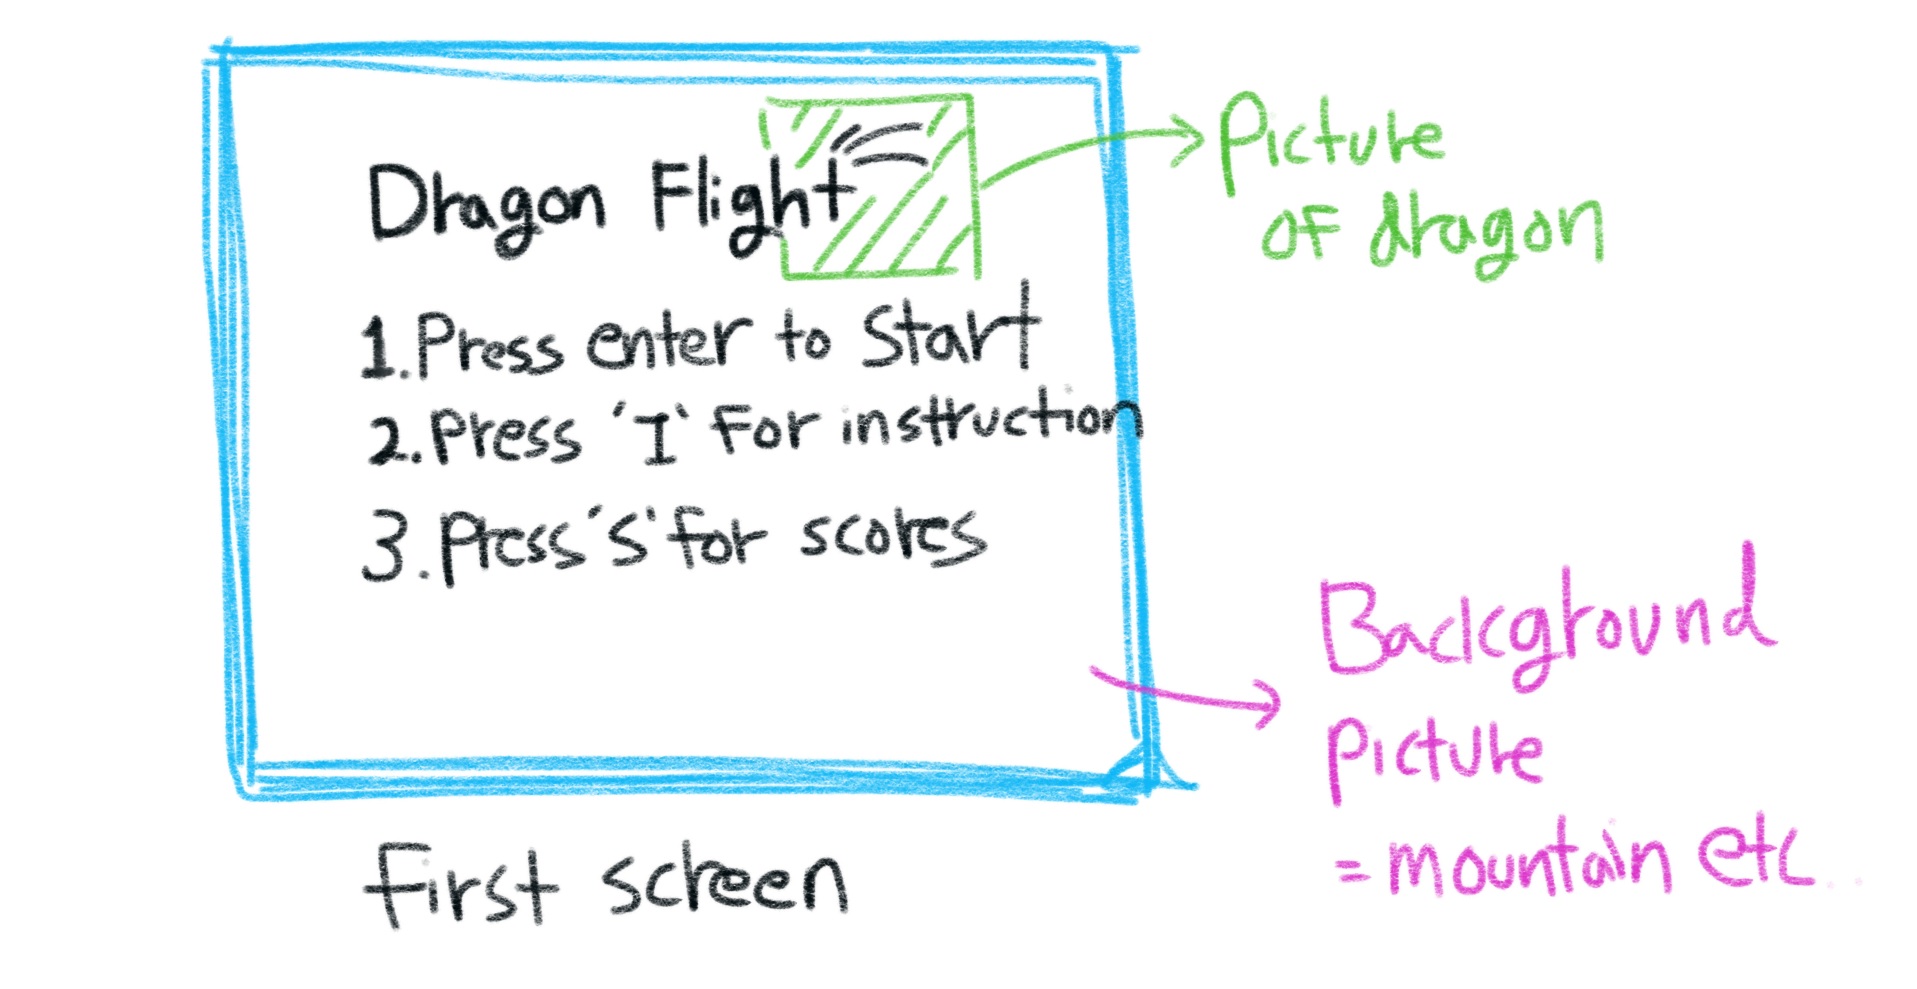 Dragon Flight
1. Press enter to Start
2. Press 'I' For instruction
3. Press 'S' for scores
First screen
Picture
of dragon
Background
Picture
= mountain etc